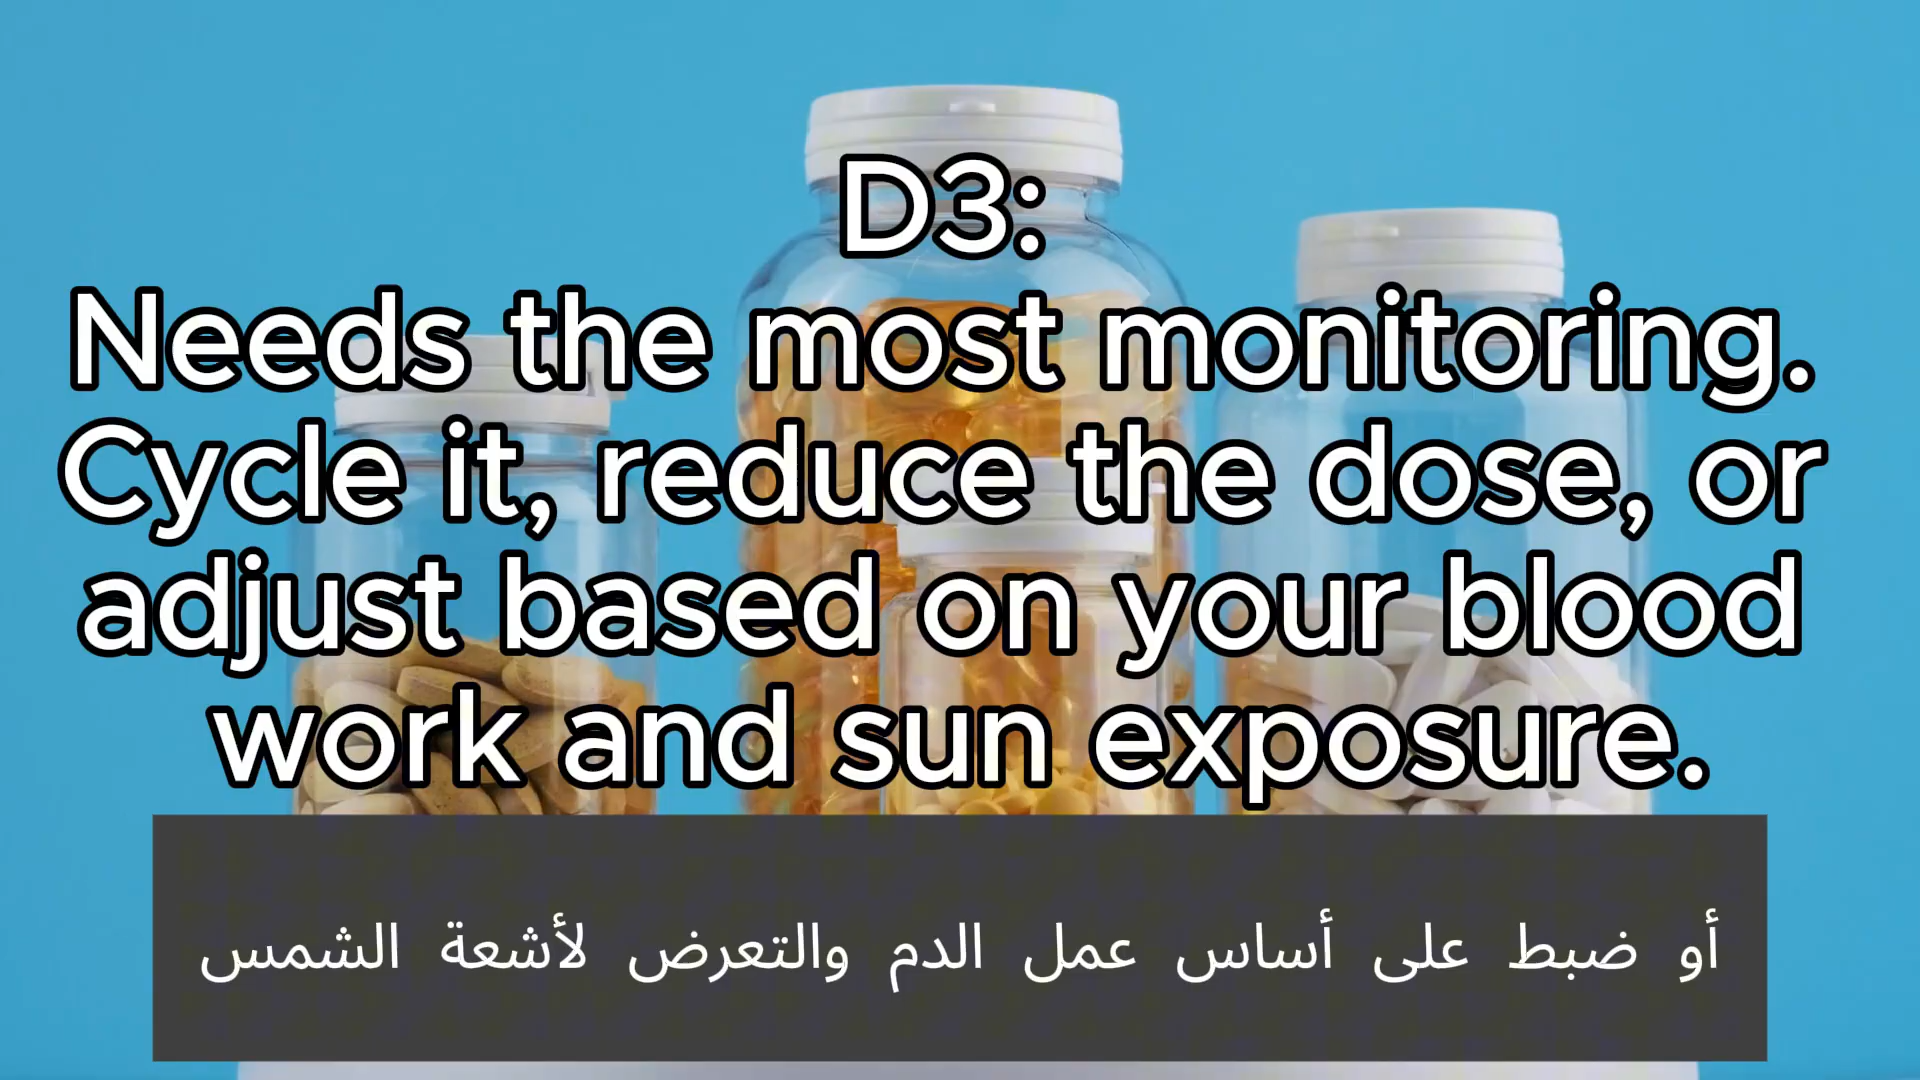 D3:
Needs the most monitoring.
Cycle it, reduce the dose, or
adjust based on your blood
work and sun exposure.
أو ضبط على أساس عمل الدم والتعرض لأشعة الشمس